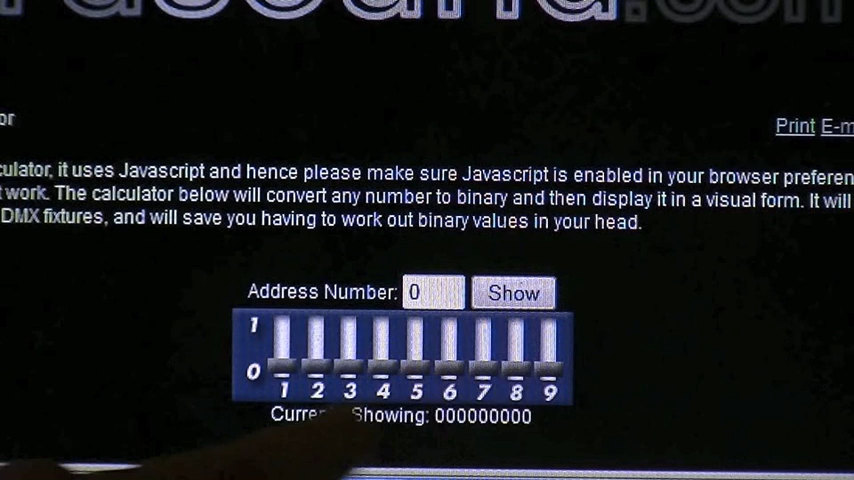 Print E-m
culator, it uses Javascript and hence please make sure Javascript is enabled in your browser preferen
t work. The calculator below will convert any number to binary and then display it in a visual form. It will
DMX fixtures, and will save you having to work out binary values in your head.
Address Number: 0 Show
1
0
1 2 3 4 5 6 7 8 9
Curre Showing: 000000000